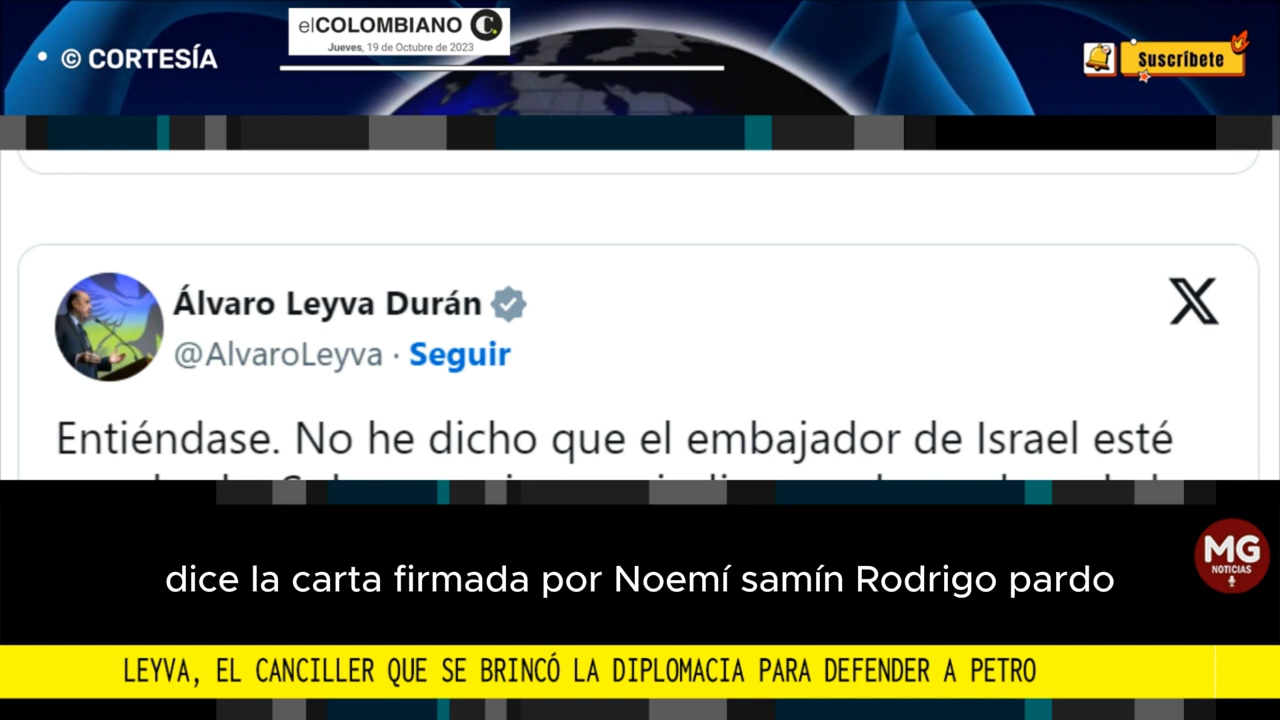 elCOLOMBIANO C.
Jueves, 19 de Octubre de 2023
© CORTESÍA
Suscríbete
Álvaro Leyva Durán
@AlvaroLeyva · Seguir
Entiéndase. No he dicho que el embajador de Israel esté
dice la carta firmada por Noemí samín Rodrigo pardo
MG
NOTICIAS
LEYVA, EL CANCILLER QUE SE BRINCÓ LA DIPLOMACIA PARA DEFENDER A PETRO